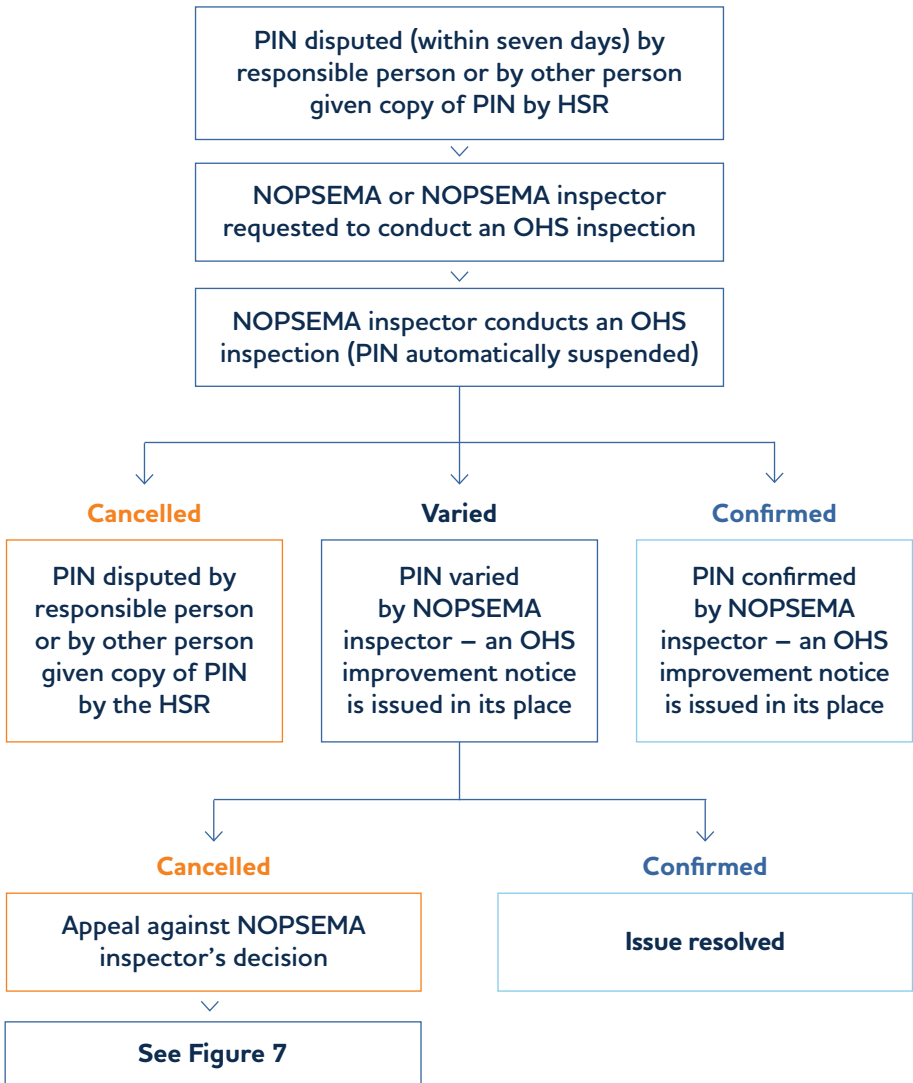 PIN disputed (within seven days) by
responsible person or by other person
given copy of PIN by HSR
NOPSEMA or NOPSEMA inspector
requested to conduct an OHS inspection
NOPSEMA inspector conducts an OHS
inspection (PIN automatically suspended)
Cancelled
PIN disputed by
responsible person
or by other person
given copy of PIN
by the HSR
Varied
PIN varied
by NOPSEMA
inspector – an OHS
improvement notice
is issued in its place
Confirmed
PIN confirmed
by NOPSEMA
inspector – an OHS
improvement notice
is issued in its place
Cancelled
Appeal against NOPSEMA
inspector’s decision
See Figure 7
Confirmed
Issue resolved